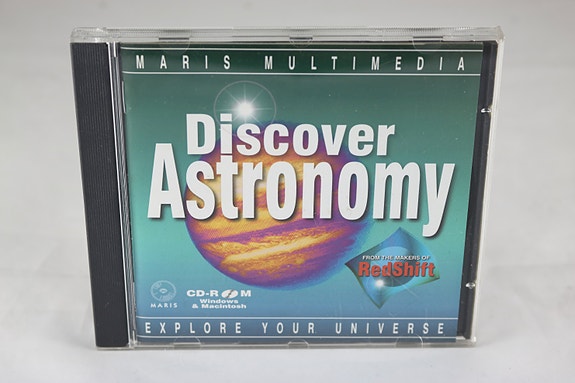 MARIS MULTIMEDIA
Discover
Astronomy
FROM THE MAKERS OF
RedShift
MARIS
CD-ROM
Windows
& Macintosh
EXPLORE YOUR UNIVERSE